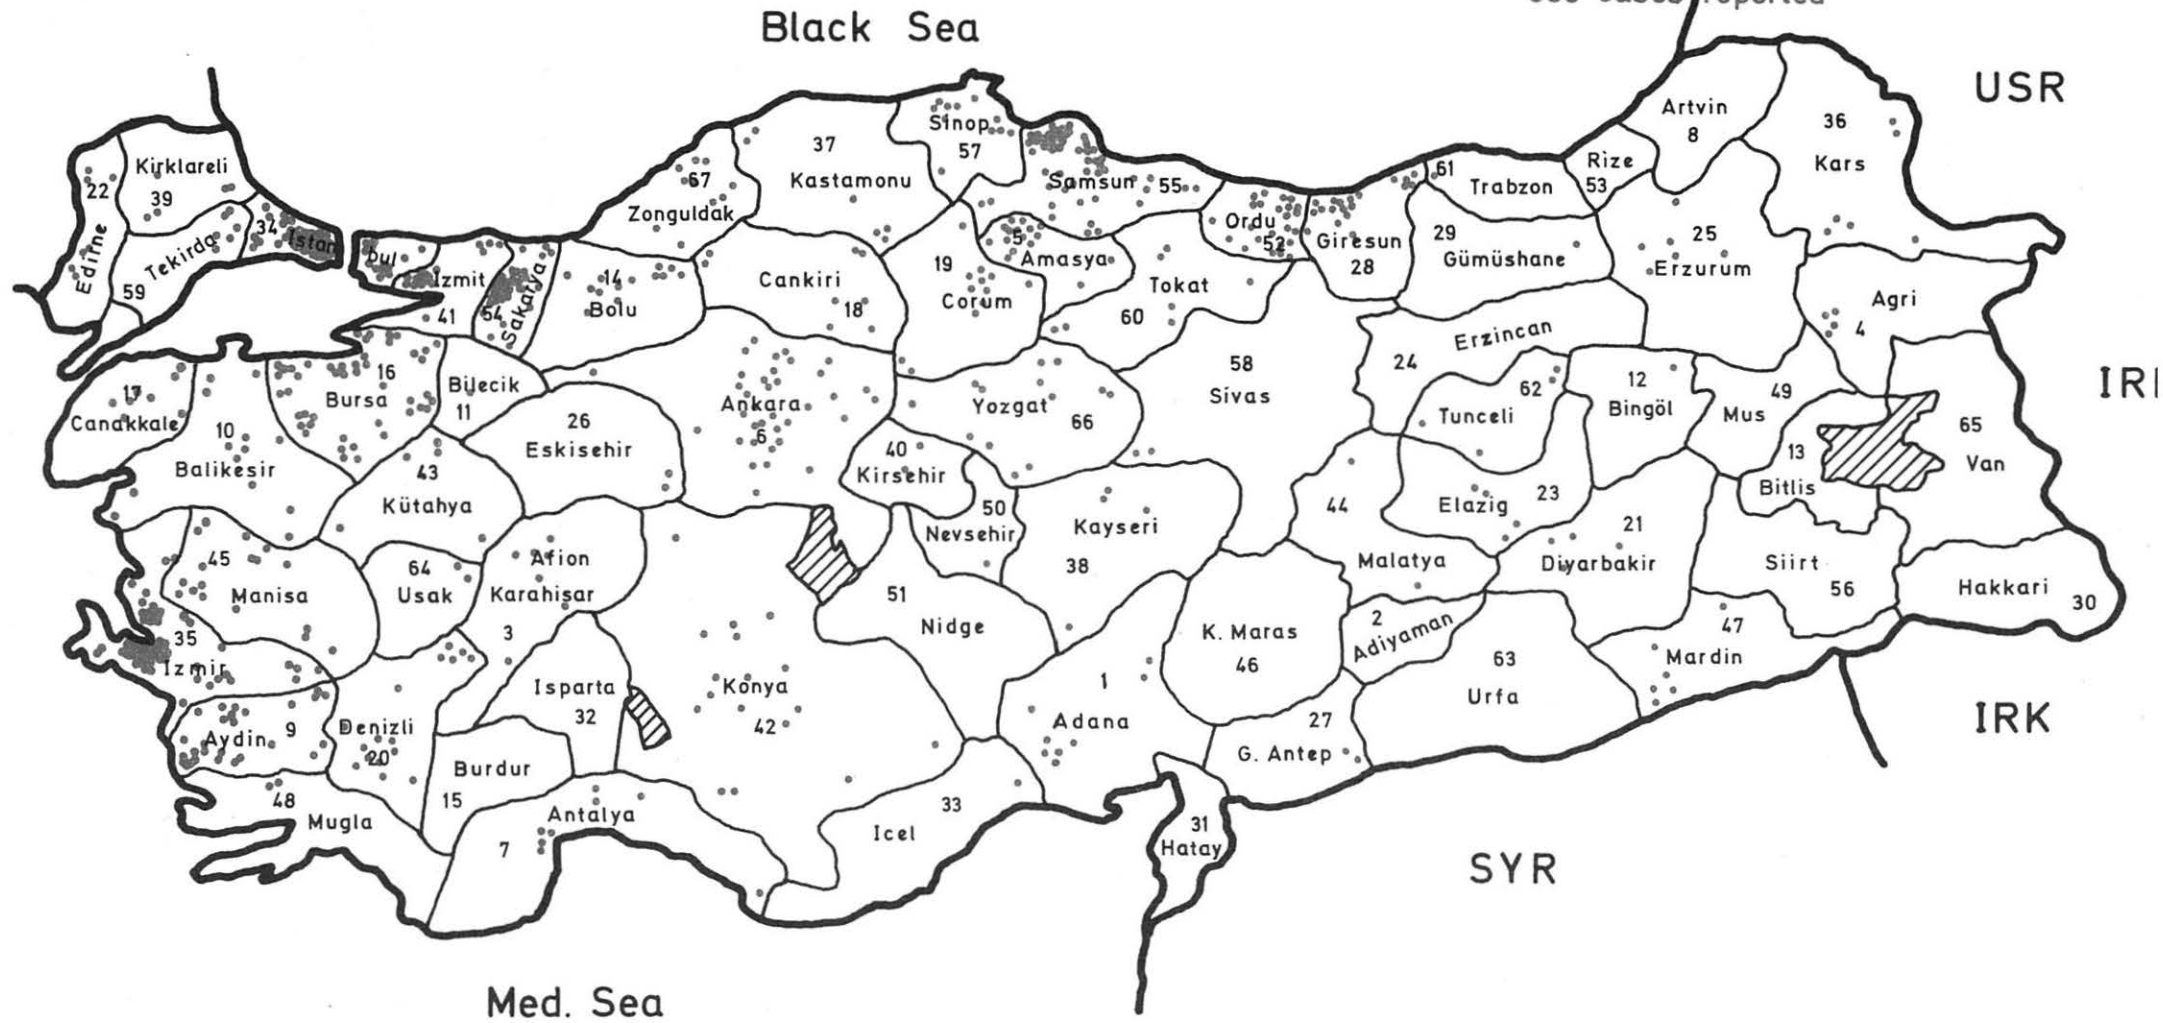 Black Sea
cases reported
USR
Artvin
8
36
Kars
Kirklareli
39
22
Edirne
Tekirda
59
34
Istan
bul
Izmit
41
54
Sakarya
14
Bolu
67
Zonguldak
37
Kastamonu
Sinop
57
Samsun
55
5
Amasya
Ordu
52
Giresun
28
61
Trabzon
Rize
53
29
Gümüshane
25
Erzurum
Agri
4
Cankiri
18
19
Corum
Tokat
60
58
Sivas
Erzincan
24
62
Tunceli
12
Bingöl
49
Mus
13
Bitlis
65
Van
IRI
17
Canakkale
10
Balikesir
16
Bursa
Bilecik
11
26
Eskisehir
Ankara
6
Yozgat
66
40
Kirsehir
43
Kütahya
50
Nevsehir
Kayseri
38
44
Malatya
Elazig
23
21
Diyarbakir
Siirt
56
Hakkari
30
45
Manisa
64
Usak
Afion
Karahisar
3
51
Nidge
K. Maras
46
2
Adiyaman
63
Urfa
47
Mardin
35
Izmir
Aydin
9
Denizli
20
Isparta
32
Konya
42
1
Adana
27
G. Antep
IRK
48
Mugla
Burdur
15
Antalya
7
33
Icel
31
Hatay
SYR
Med. Sea